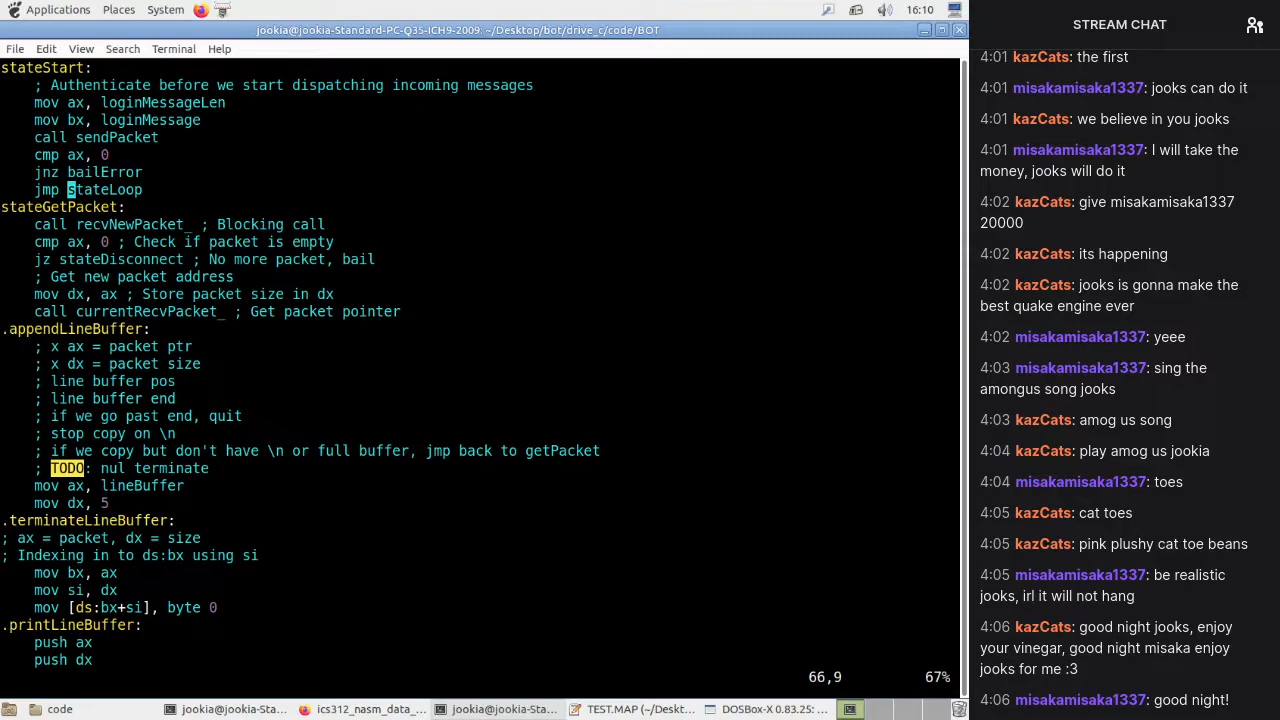 Applications Places System 16:10
jookia@jookia-Standard-PC-Q35-ICH9-2009: ~/Desktop/bot/drive_c/code/BOT
File Edit View Search Terminal Help
stateStart:
; Authenticate before we start dispatching incoming messages
mov ax, loginMessageLen
mov bx, loginMessage
call sendPacket
cmp ax, 0
jnz bailError
jmp stateLoop
stateGetPacket:
call recvNewPacket_ ; Blocking call
cmp ax, 0 ; Check if packet is empty
jz stateDisconnect ; No more packet, bail
; Get new packet address
mov dx, ax ; Store packet size in dx
call currentRecvPacket_ ; Get packet pointer
.appendLineBuffer:
; x ax = packet ptr
; x dx = packet size
; line buffer pos
; line buffer end
; if we go past end, quit
; stop copy on \n
; if we copy but don't have \n or full buffer, jmp back to getPacket
; TODO: nul terminate
mov ax, lineBuffer
mov dx, 5
.terminateLineBuffer:
; ax = packet, dx = size
; Indexing in to ds:bx using si
mov bx, ax
mov si, dx
mov [ds:bx+si], byte 0
.printLineBuffer:
push ax
push dx
66,9 67%
code
jookia@jookia-Sta...
ics312_nasm_data_...
jookia@jookia-Sta...
TEST.MAP (~/Deskt...
DOSBox-X 0.83.25: ...
STREAM CHAT
4:01 kazCats: the first
4:01 misakamisaka1337: jooks can do it
4:01 kazCats: we believe in you jooks
4:01 misakamisaka1337: I will take the
money, jooks will do it
4:02 kazCats: give misakamisaka1337
20000
4:02 kazCats: its happening
4:02 kazCats: jooks is gonna make the
best quake engine ever
4:02 misakamisaka1337: yeee
4:03 misakamisaka1337: sing the
amongus song jooks
4:03 kazCats: amog us song
4:04 kazCats: play amog us jookia
4:04 misakamisaka1337: toes
4:05 kazCats: cat toes
4:05 kazCats: pink plushy cat toe beans
4:05 misakamisaka1337: be realistic
jooks, irl it will not hang
4:06 kazCats: good night jooks, enjoy
your vinegar, good night misaka enjoy
jooks for me :3
4:06 misakamisaka1337: good night!